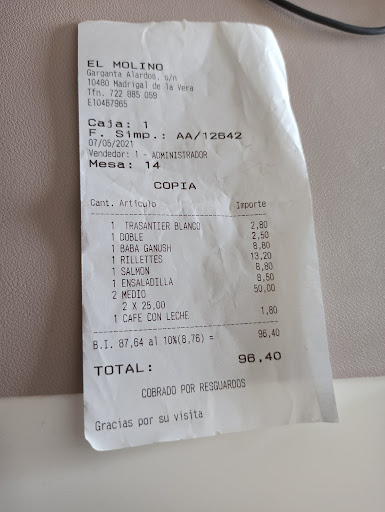 EL MOLINO
Garganta Alardos, s/n
10480 Madrigal de la Vera
Tfn. 722 885 059
E10467965
Caja: 1
F. Simp.: AA/12642
07/05/2021
Vendedor: 1 - ADMINISTRADOR
Mesa: 14
COPIA
Cant. Artículo Importe
1 TRASANTIER BLANCO 2,80
1 DOBLE 2,50
1 BABA GANUSH 8,80
1 RILLETTES 13,20
1 SALMON 8,80
1 ENSALADILLA 8,50
2 MEDIO 50,00
2 X 25,00
1 CAFE CON LECHE 1,80
B.I. 87,64 al 10%(8,76) = 96,40
TOTAL: 96,40
COBRADO POR RESGUARDOS
Gracias por su visita